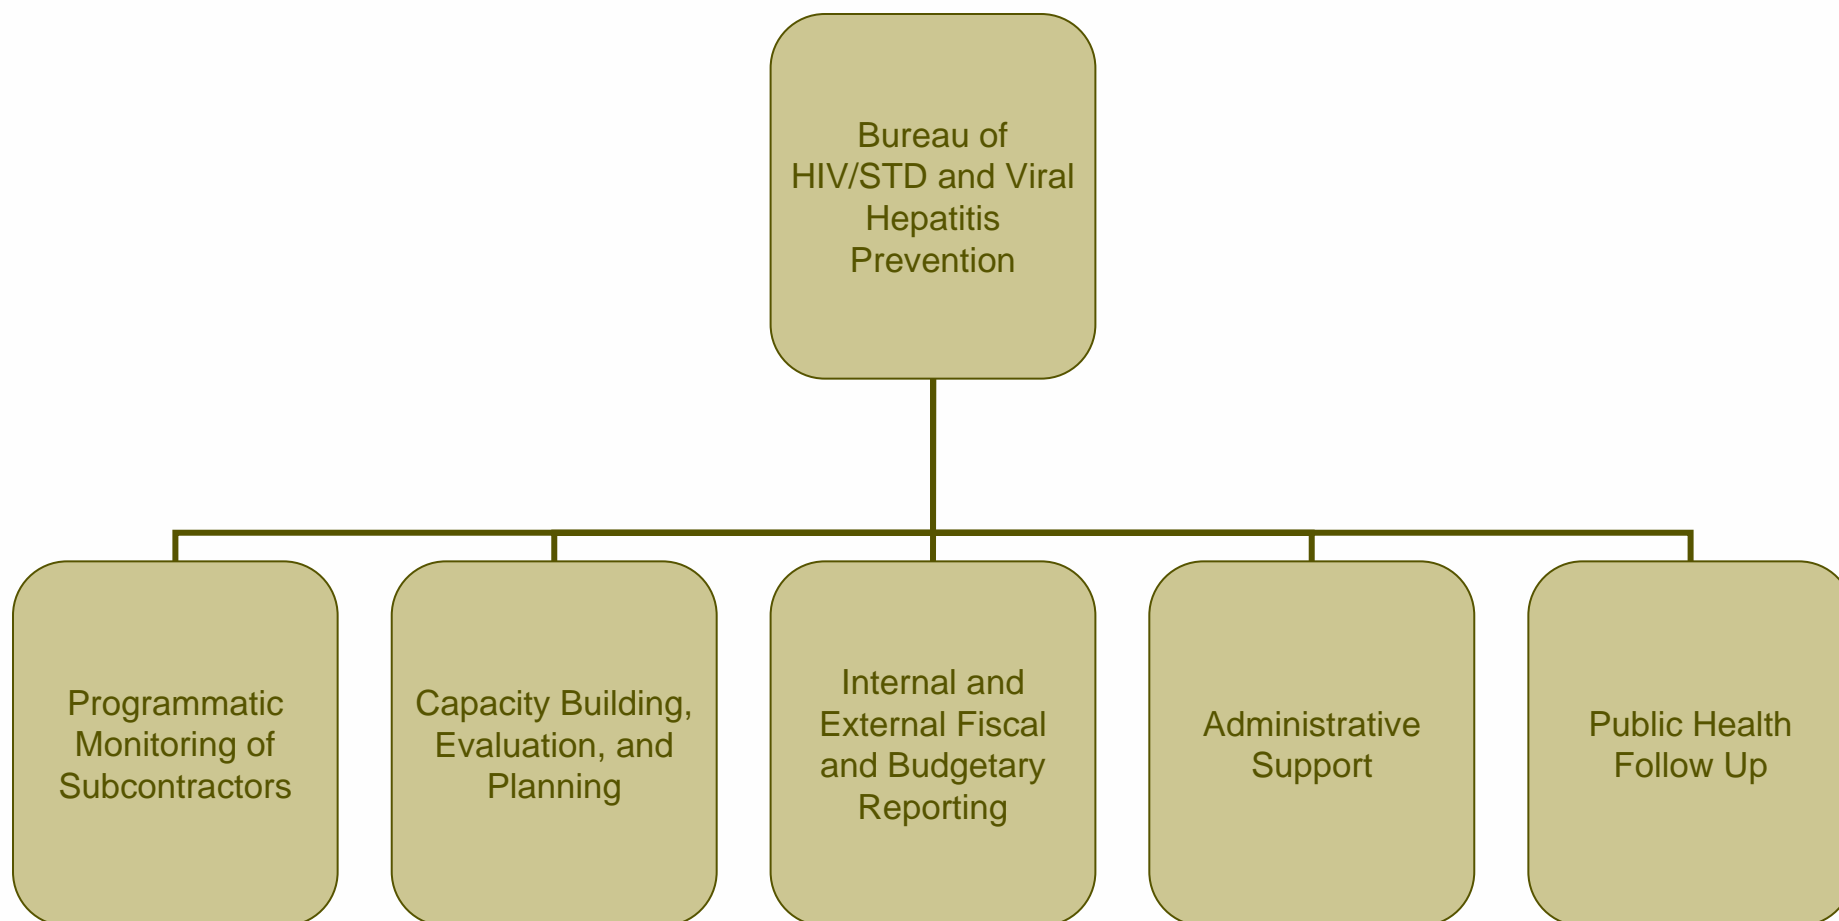 Bureau of
HIV/STD and Viral
Hepatitis
Prevention
Programmatic
Monitoring of
Subcontractors
Capacity Building,
Evaluation, and
Planning
Internal and
External Fiscal
and Budgetary
Reporting
Administrative
Support
Public Health
Follow Up